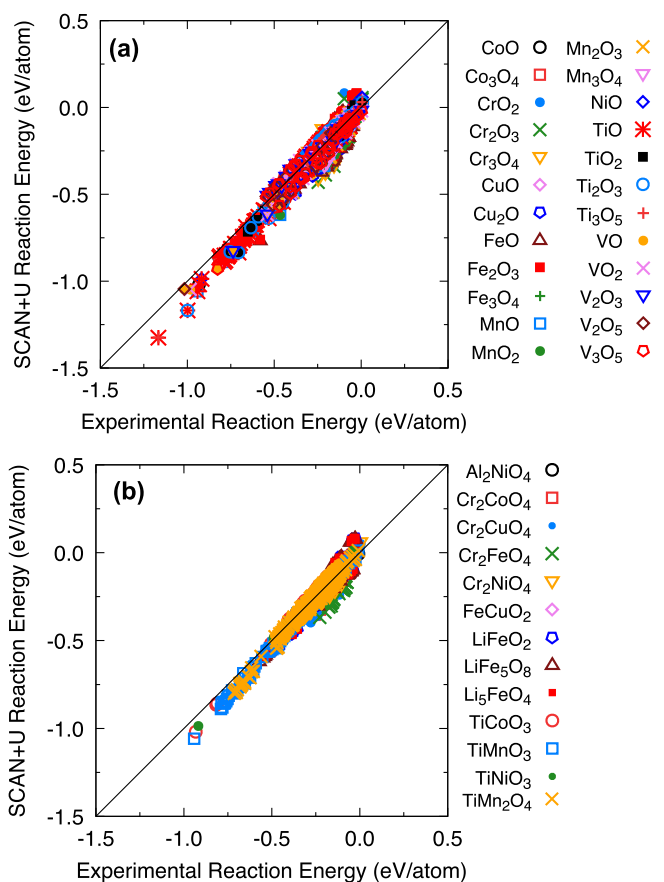 (a)
SCAN+U Reaction Energy (eV/atom)
0.5
0.0
-0.5
-1.0
-1.5
-1.5 -1.0 -0.5 0.0 0.5
Experimental Reaction Energy (eV/atom)
CoO
Co₃O₄
CrO₂
Cr₂O₃
Cr₃O₄
CuO
Cu₂O
FeO
Fe₂O₃
Fe₃O₄
MnO
MnO₂
Mn₂O₃
Mn₃O₄
NiO
TiO
TiO₂
Ti₂O₃
Ti₃O₅
VO
VO₂
V₂O₃
V₂O₅
V₃O₅
(b)
SCAN+U Reaction Energy (eV/atom)
0.5
0.0
-0.5
-1.0
-1.5
-1.5 -1.0 -0.5 0.0 0.5
Experimental Reaction Energy (eV/atom)
Al₂NiO₄
Cr₂CoO₄
Cr₂CuO₄
Cr₂FeO₄
Cr₂NiO₄
FeCuO₂
LiFeO₂
LiFe₅O₈
Li₅FeO₄
TiCoO₃
TiMnO₃
TiNiO₃
TiMn₂O₄